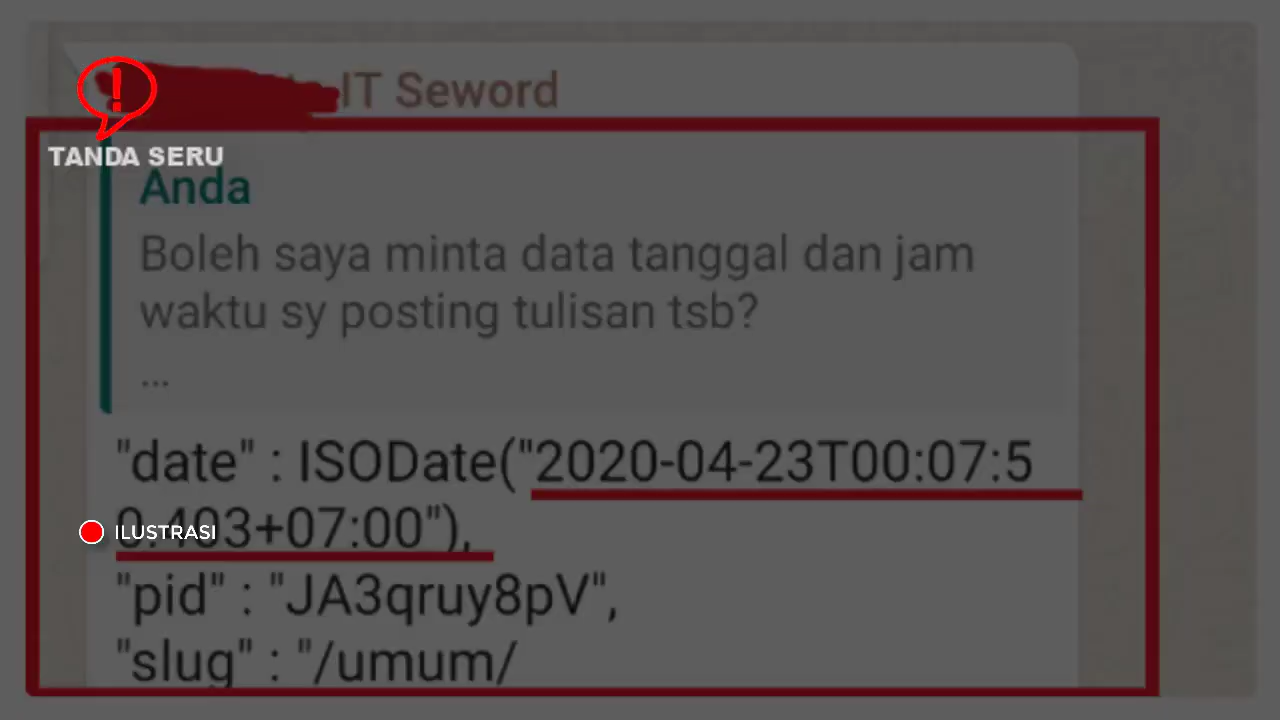 IT Seword
!
TANDA SERU
Anda
Boleh saya minta data tanggal dan jam
waktu sy posting tulisan tsb?
...
"date" : ISODate("2020-04-23T00:07:5
0.403+07:00"),
ILUSTRASI
"pid" : "JA3qruy8pV",
"slug" : "/umum/